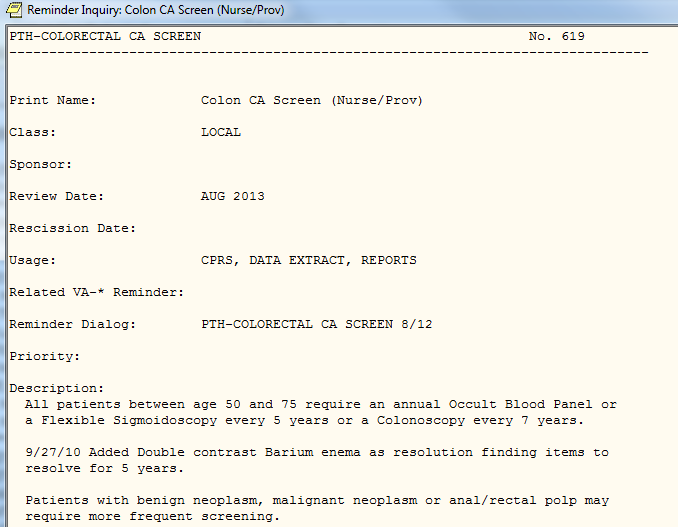 Reminder Inquiry: Colon CA Screen (Nurse/Prov)
PTH-COLORECTAL CA SCREEN No. 619
--------------------------------------------------------------------------------
Print Name: Colon CA Screen (Nurse/Prov)
Class: LOCAL
Sponsor:
Review Date: AUG 2013
Rescission Date:
Usage: CPRS, DATA EXTRACT, REPORTS
Related VA-* Reminder:
Reminder Dialog: PTH-COLORECTAL CA SCREEN 8/12
Priority:
Description:
All patients between age 50 and 75 require an annual Occult Blood Panel or
a Flexible Sigmoidoscopy every 5 years or a Colonoscopy every 7 years.
9/27/10 Added Double contrast Barium enema as resolution finding items to
resolve for 5 years.
Patients with benign neoplasm, malignant neoplasm or anal/rectal polp may
require more frequent screening.